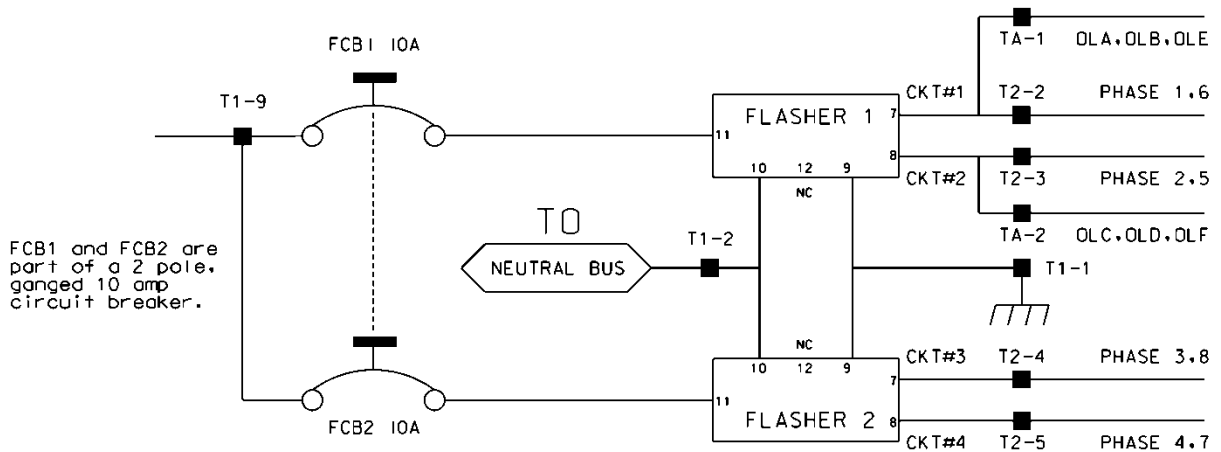 FCB1 10A
T1-9
FCB1 and FCB2 are
part of a 2 pole,
ganged 10 amp
circuit breaker.
FCB2 10A
TO
NEUTRAL BUS
T1-2
11
FLASHER 1
7
8
10 12 9
NC
CKT#1
CKT#2
TA-1 OLA,OLB,OLE
T2-2 PHASE 1,6
T2-3 PHASE 2,5
TA-2 OLC,OLD,OLF
T1-1
NC
10 12 9
11
FLASHER 2
7
8
CKT#3 T2-4 PHASE 3,8
CKT#4 T2-5 PHASE 4,7